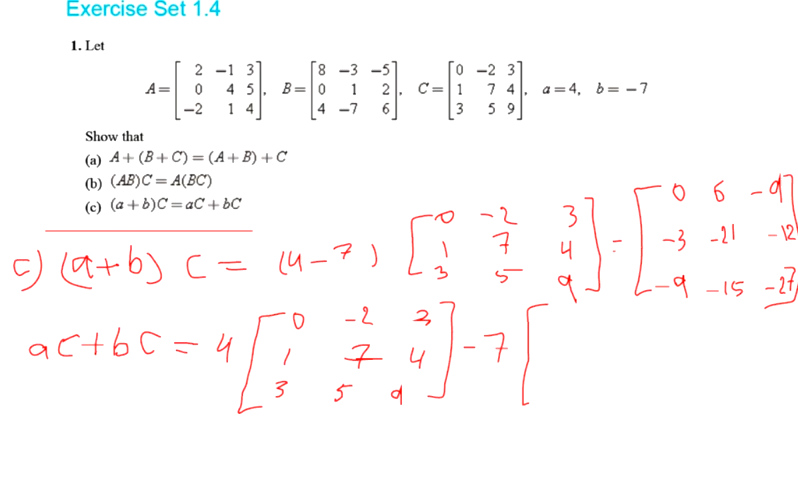 Exercise Set 1.4
1. Let
A = [ 2 −1 3 ; 0 4 5 ; −2 1 4 ], B = [ 8 −3 −5 ; 0 1 2 ; 4 −7 6 ], C = [ 0 −2 3 ; 1 7 4 ; 3 5 9 ], a = 4, b = −7
Show that
(a) A + (B + C) = (A + B) + C
(b) (AB)C = A(BC)
(c) (a + b)C = aC + bC
c) (a+b) C = (4−7) [ 0 −2 3 ; 1 7 4 ; 3 5 9 ] = [ 0 6 −9 ; −3 −21 −12 ; −9 −15 −27 ]
aC+bC = 4 [ 0 −2 3 ; 1 7 4 ; 3 5 9 ] −7 [